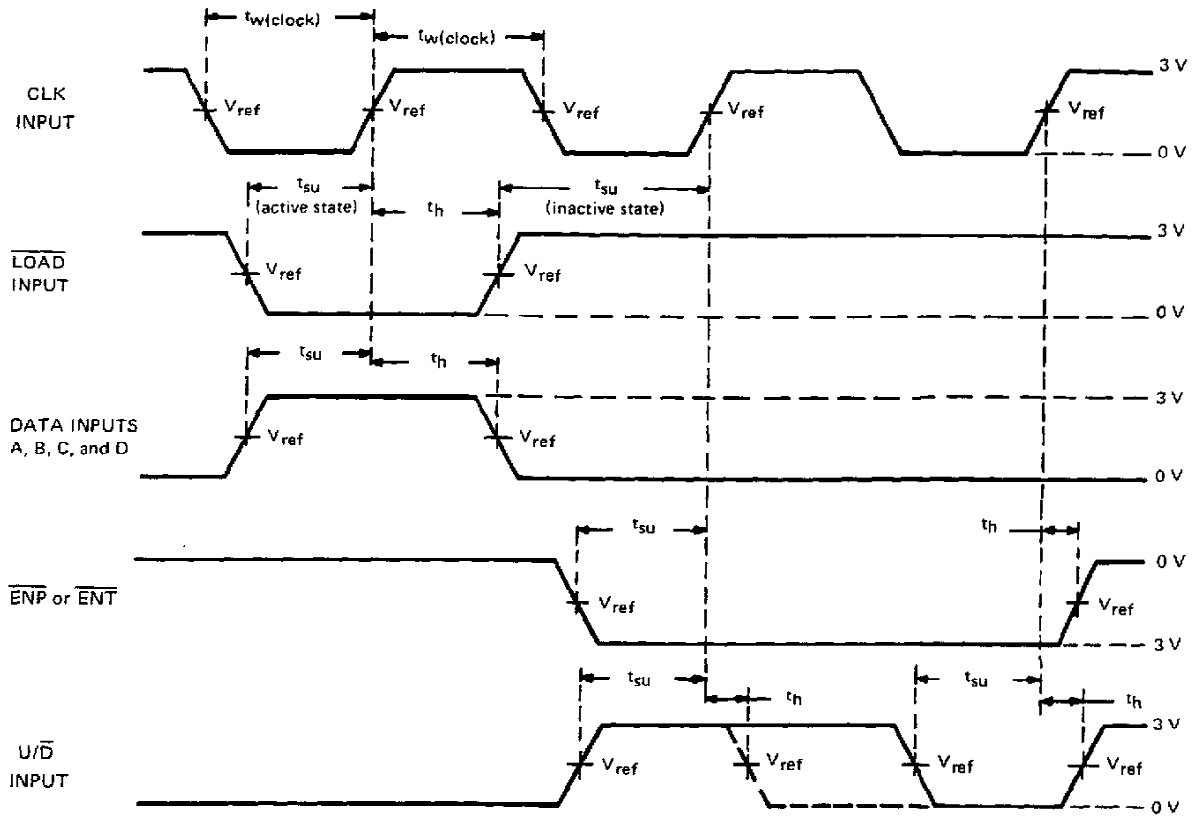 tw(clock)
tw(clock)
3 V
CLK
INPUT
Vref Vref Vref Vref Vref
0 V
tsu tsu
(active state) th (inactive state)
3 V
LOAD
INPUT
Vref Vref
0 V
tsu th
3 V
DATA INPUTS
A, B, C, and D
Vref Vref
0 V
tsu th
0 V
ENP or ENT
Vref Vref
3 V
tsu tsu
th th
3 V
U/D
INPUT
Vref Vref Vref Vref
0 V